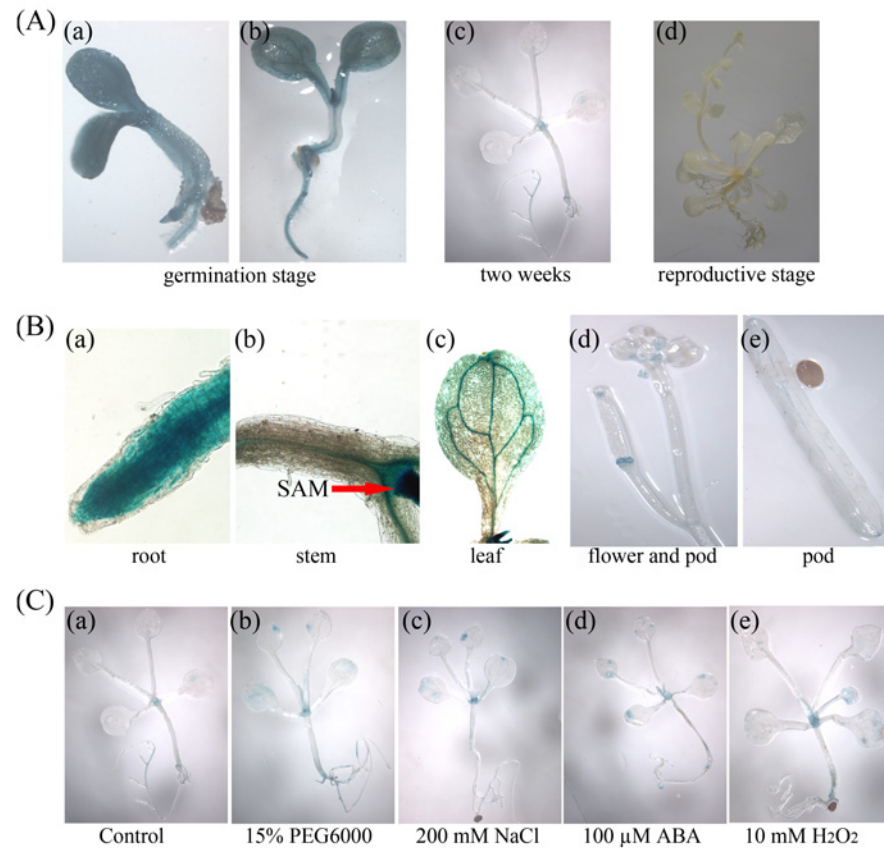 (A)
(a) (b) (c) (d)
germination stage two weeks reproductive stage
(B)
(a) (b) (c) (d) (e)
SAM
root stem leaf flower and pod pod
(C)
(a) (b) (c) (d) (e)
Control 15% PEG6000 200 mM NaCl 100 µM ABA 10 mM H₂O₂